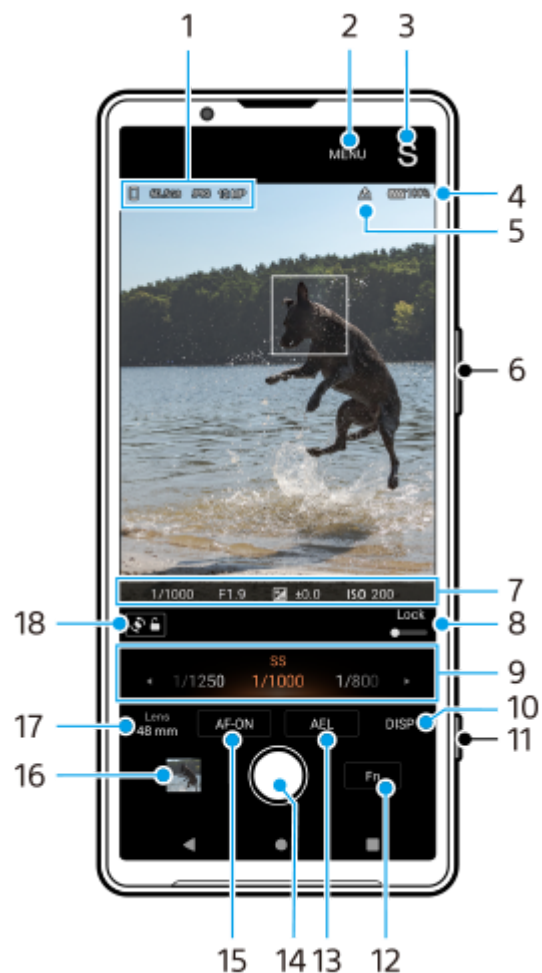 1 2 3
MENU S
100% 4
5
6
1/1000 F1.9 ±0.0 ISO 200 7
18 Lock 8
SS
1/1250 1/1000 1/800 9
10
17 Lens AF-ON AEL DISP
48 mm 11
16 Fn
15 14 13 12